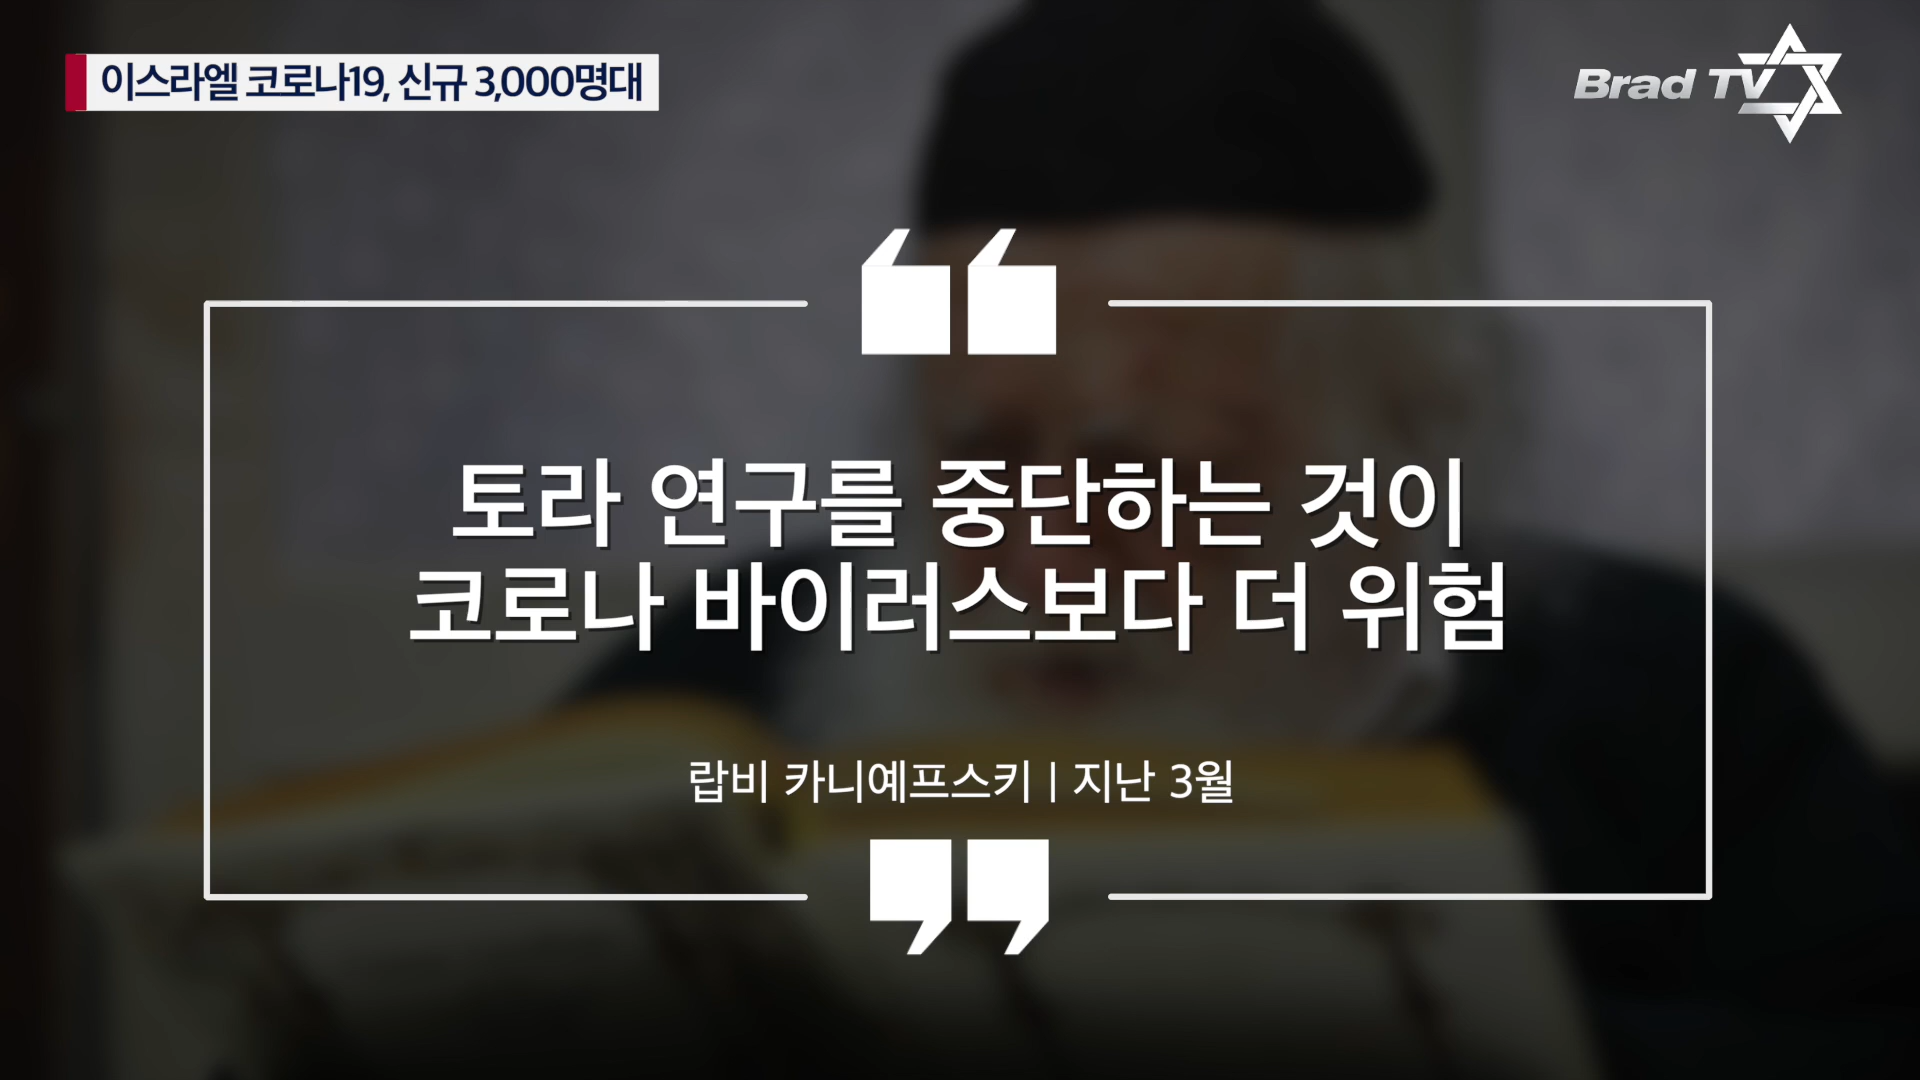 이스라엘 코로나19, 신규 3,000명대
Brad TV
토라 연구를 중단하는 것이
코로나 바이러스보다 더 위험
랍비 카니예프스키 | 지난 3월